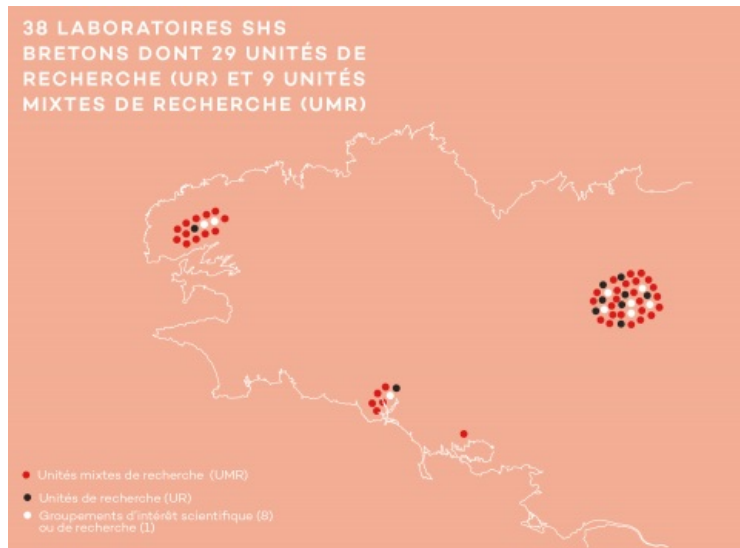 38 LABORATOIRES SHS
BRETONS DONT 29 UNITÉS DE
RECHERCHE (UR) ET 9 UNITÉS
MIXTES DE RECHERCHE (UMR)
Unités mixtes de recherche (UMR)
Unités de recherche (UR)
Groupements d'intérêt scientifique (8)
ou de recherche (1)